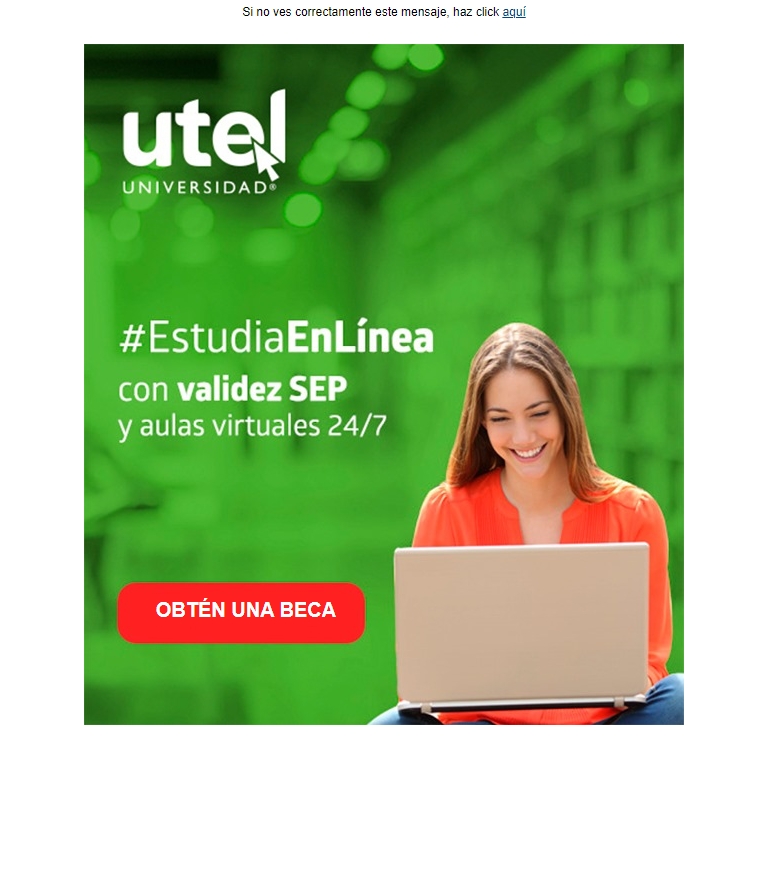 Si no ves correctamente este mensaje, haz click aquí
utel
UNIVERSIDAD®
#EstudiaEnLínea
con validez SEP
y aulas virtuales 24/7
OBTÉN UNA BECA